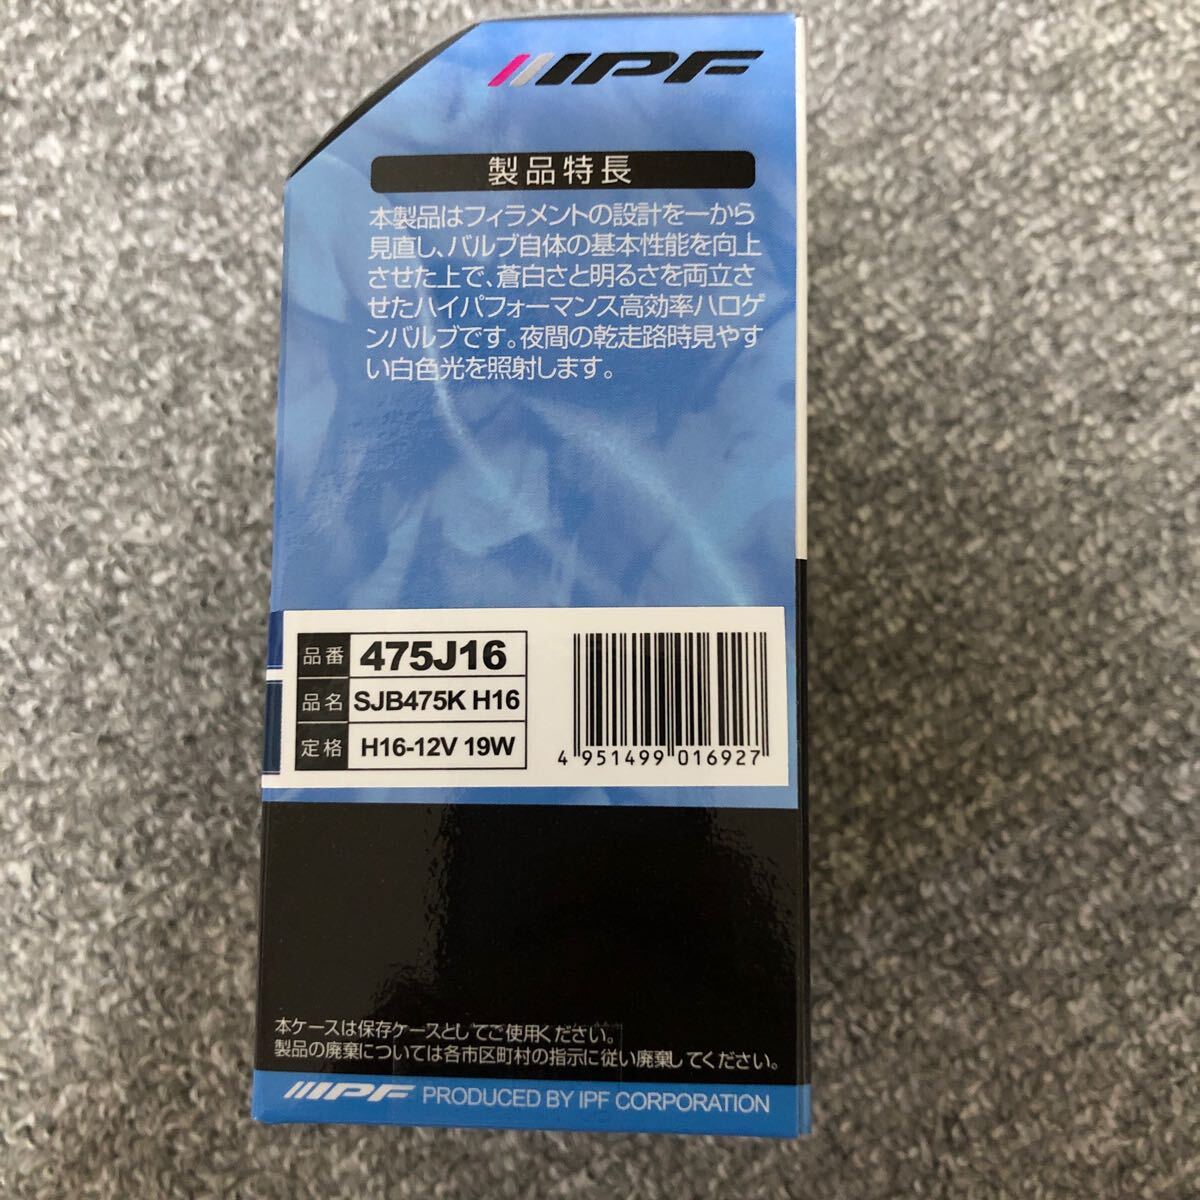 IPF
製品特長
本製品はフィラメントの設計を一から
見直し、バルブ自体の基本性能を向上
させた上で、蒼白さと明るさを両立さ
せたハイパフォーマンス高効率ハロゲ
ンバルブです。夜間の乾走路時見やす
い白色光を照射します。
品番 475J16
品名 SJB475K H16
定格 H16-12V 19W
4 951499 016927
本ケースは保存ケースとしてご使用ください。
製品の廃棄については各市区町村の指示に従い廃棄してください。
IPF PRODUCED BY IPF CORPORATION